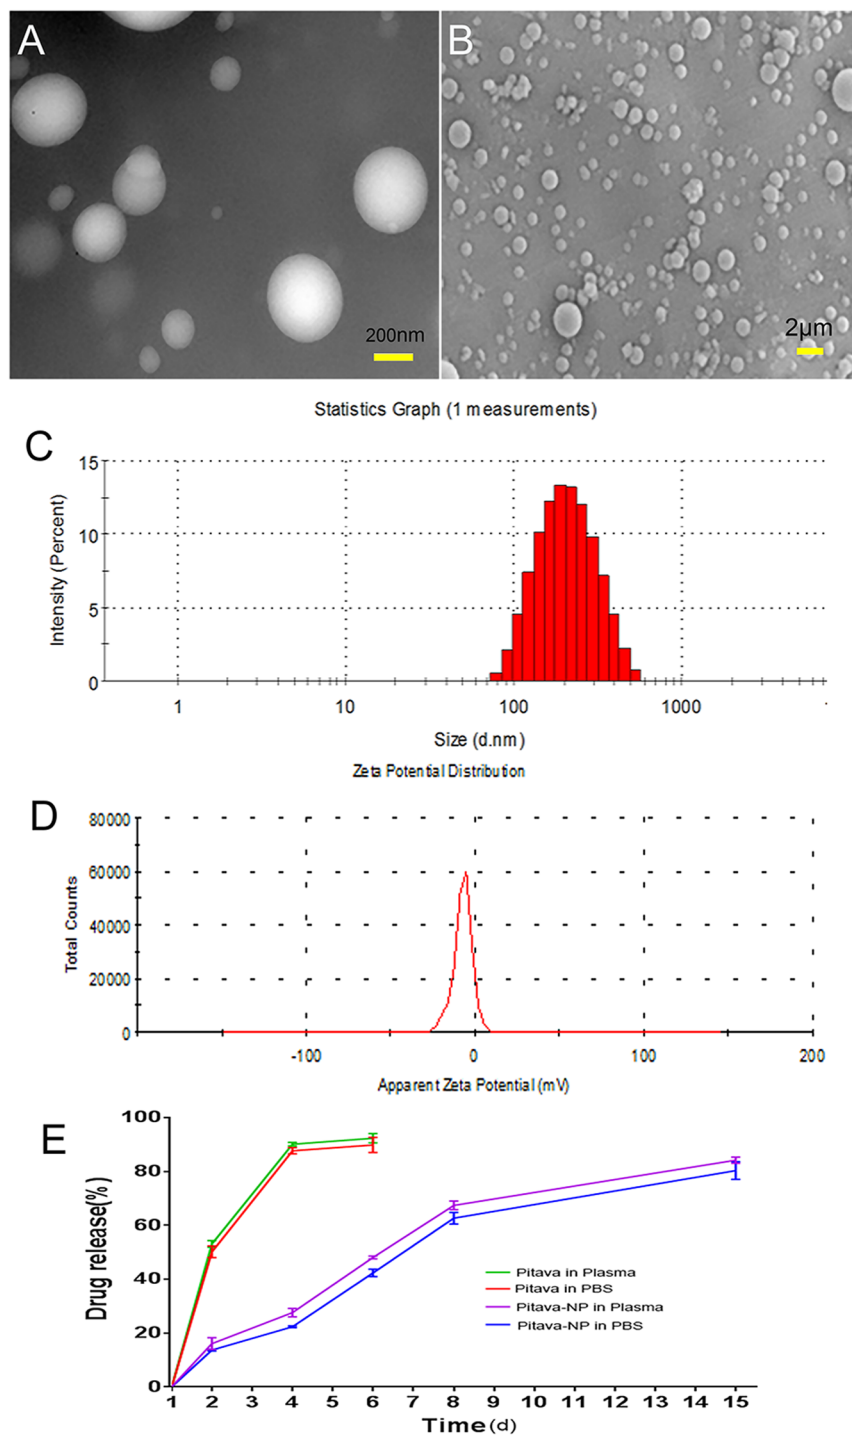 A
B
200nm
2µm
Statistics Graph (1 measurements)
C
15
10
5
0
Intensity (Percent)
1
10
100
1000
Size (d.nm)
Zeta Potential Distribution
D
80000
60000
40000
20000
0
Total Counts
-100
0
100
200
Apparent Zeta Potential (mV)
E
100
80
60
40
20
0
Drug release(%)
Pitava in Plasma
Pitava in PBS
Pitava-NP in Plasma
Pitava-NP in PBS
1 2 3 4 5 6 7 8 9 10 11 12 13 14 15
Time(d)